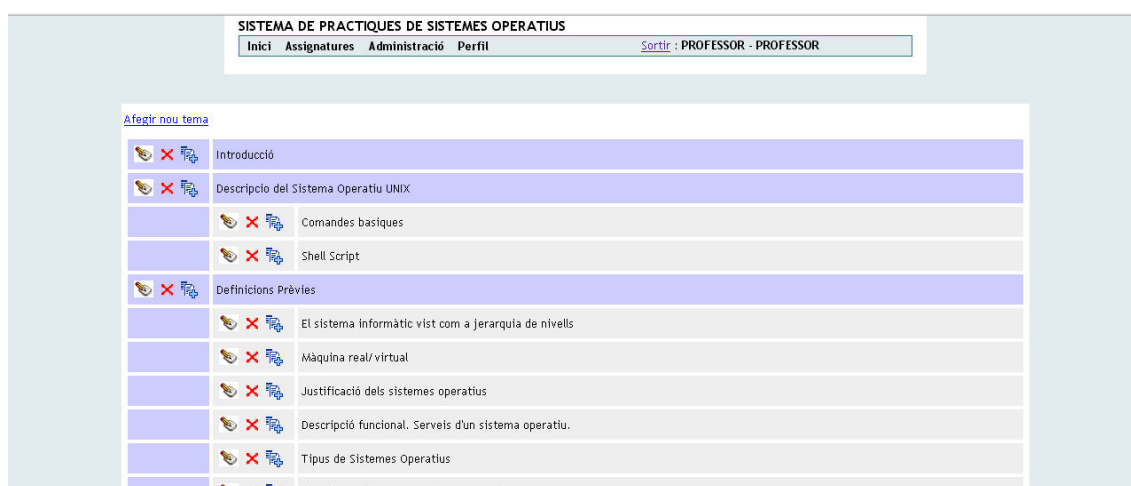 SISTEMA DE PRACTIQUES DE SISTEMES OPERATIUS
Inici Assignatures Administració Perfil Sortir : PROFESSOR - PROFESSOR
Afegir nou tema
Introducció
Descripcio del Sistema Operatiu UNIX
Comandes basiques
Shell Script
Definicions Prèvies
El sistema informàtic vist com a jerarquia de nivells
Màquina real/virtual
Justificació dels sistemes operatius
Descripció funcional. Serveis d'un sistema operatiu.
Tipus de Sistemes Operatius